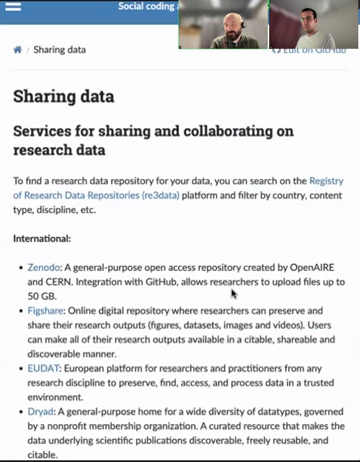 Social coding
/ Sharing data
Edit on GitHub
Sharing data
Services for sharing and collaborating on
research data
To find a research data repository for your data, you can search on the Registry
of Research Data Repositories (re3data) platform and filter by country, content
type, discipline, etc.
International:
• Zenodo: A general-purpose open access repository created by OpenAIRE
and CERN. Integration with GitHub, allows researchers to upload files up to
50 GB.
• Figshare: Online digital repository where researchers can preserve and
share their research outputs (figures, datasets, images and videos). Users
can make all of their research outputs available in a citable, shareable and
discoverable manner.
• EUDAT: European platform for researchers and practitioners from any
research discipline to preserve, find, access, and process data in a trusted
environment.
• Dryad: A general-purpose home for a wide diversity of datatypes, governed
by a nonprofit membership organization. A curated resource that makes the
data underlying scientific publications discoverable, freely reusable, and
citable.